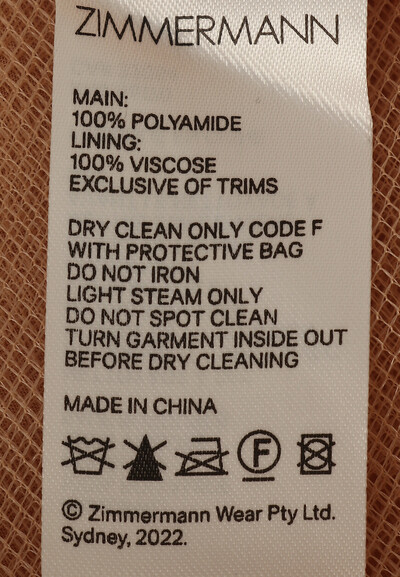 ZIMMERMANN
MAIN:
100% POLYAMIDE
LINING:
100% VISCOSE
EXCLUSIVE OF TRIMS
DRY CLEAN ONLY CODE F
WITH PROTECTIVE BAG
DO NOT IRON
LIGHT STEAM ONLY
DO NOT SPOT CLEAN
TURN GARMENT INSIDE OUT
BEFORE DRY CLEANING
MADE IN CHINA
F
© Zimmermann Wear Pty Ltd.
Sydney, 2022.